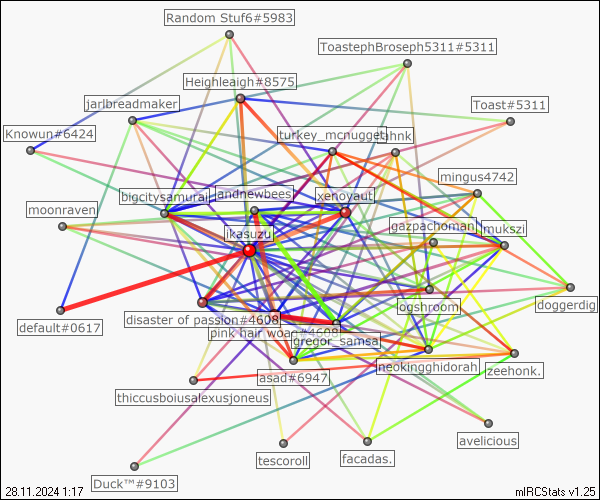 Random Stuf6#5983
ToastephBroseph5311#5311
Heighleaigh#8575
jarlbreadmaker
Toast#5311
Knowun#6424
turkey_mcnugget
mingus4742
bigcitysamurai
andnewbees
xenoyaut
moonraven
gazpachoman
mukszi
ikasuzu
doggerdig
ogshroom
disaster of passion#4608
default#0617
pink hair woah#4608
gregor_samsa
neokingghidorah
zeehonk.
asad#6947
thiccusboiusalexusjoneus
avelicious
facadas.
tescoroll
Duck™#9103
28.11.2024 1:17
mIRCStats v1.25